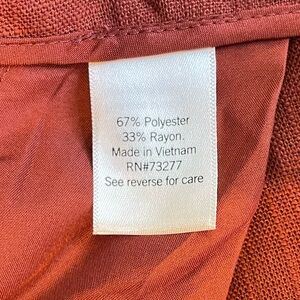 67% Polyester
33% Rayon.
Made in Vietnam
RN#73277
See reverse for care